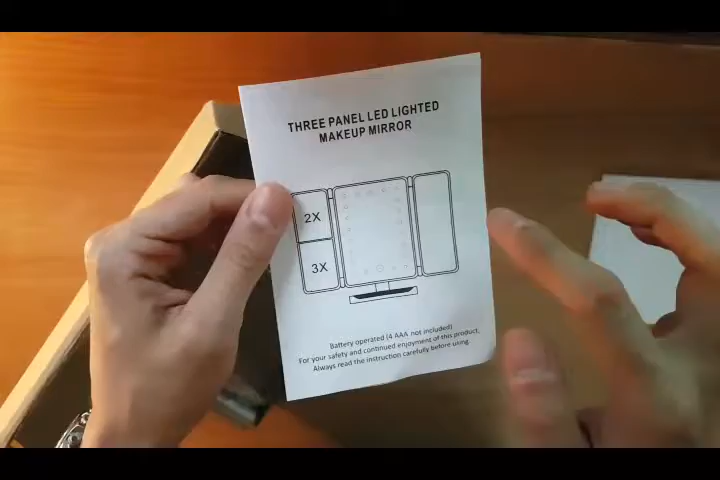 THREE PANEL LED LIGHTED
MAKEUP MIRROR
2X
3X
Battery operated (4 AAA not included)
For your safety and continued enjoyment of this product,
Always read the instruction carefully before using.